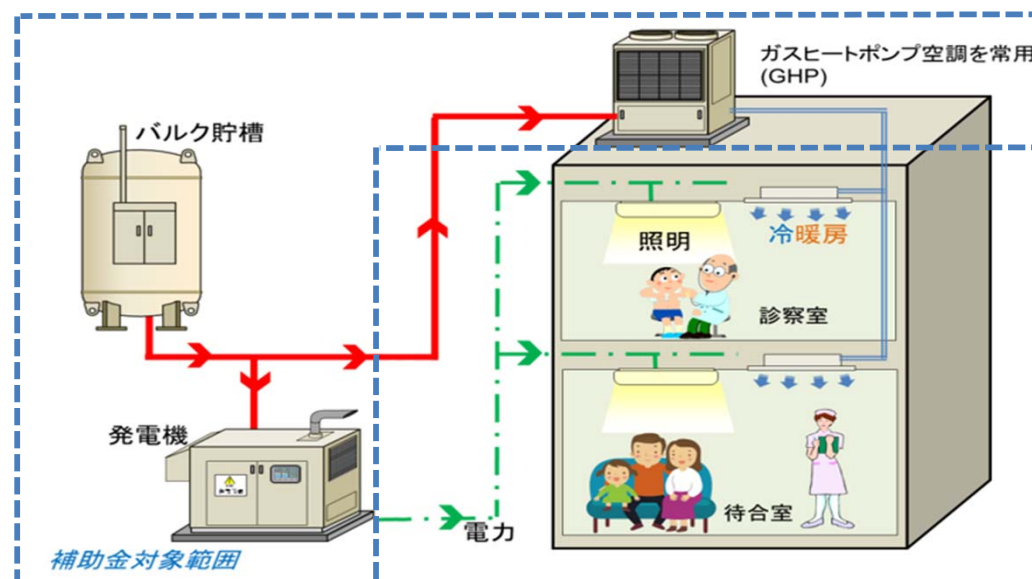 ガスヒートポンプ空調を常用
(GHP)
バルク貯槽
照明
冷暖房
診察室
発電機
待合室
電力
補助金対象範囲